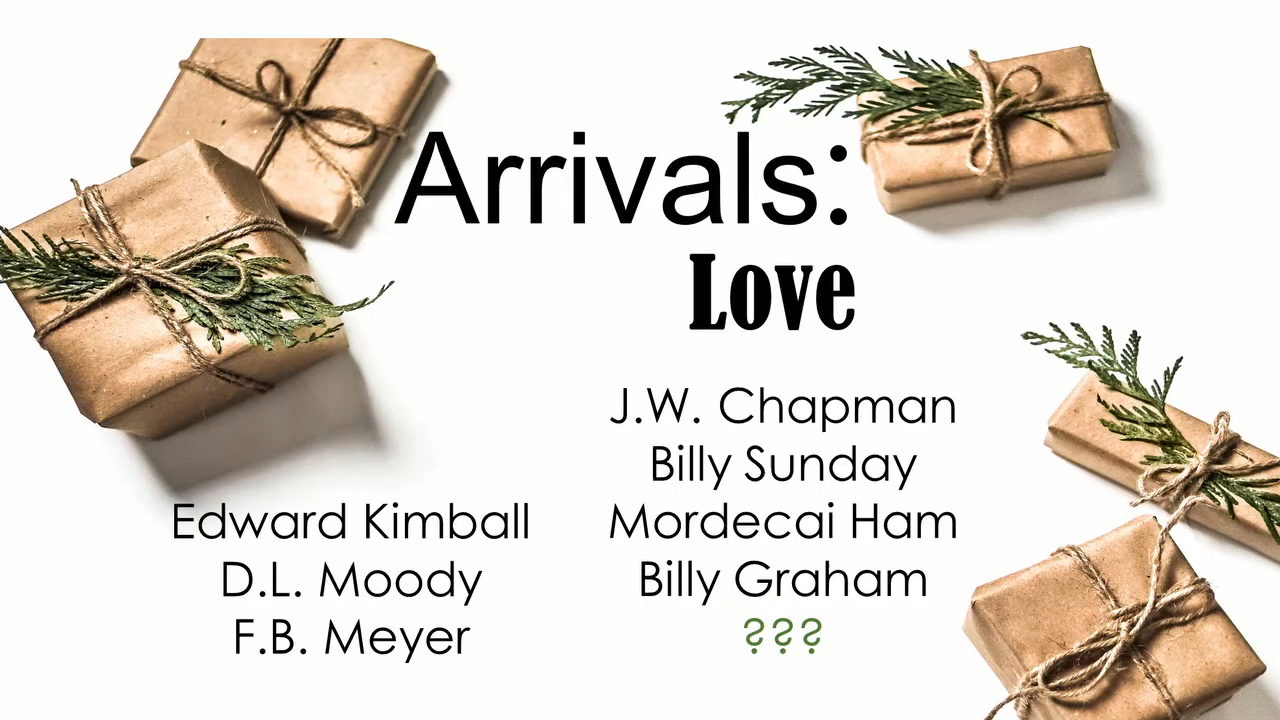 Arrivals:
Love
Edward Kimball
D.L. Moody
F.B. Meyer
J.W. Chapman
Billy Sunday
Mordecai Ham
Billy Graham
???